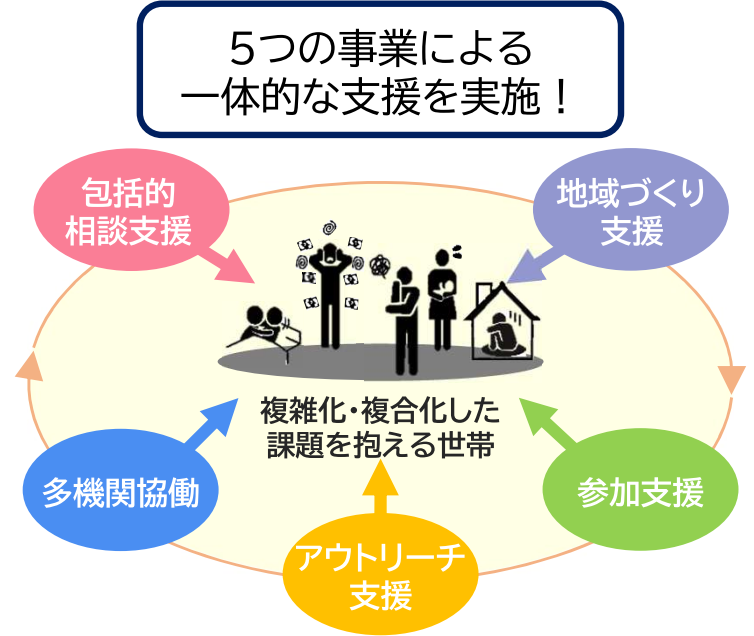 ５つの事業による
一体的な支援を実施！
包括的
相談支援
地域づくり
支援
複雑化・複合化した
課題を抱える世帯
多機関協働
参加支援
アウトリーチ
支援